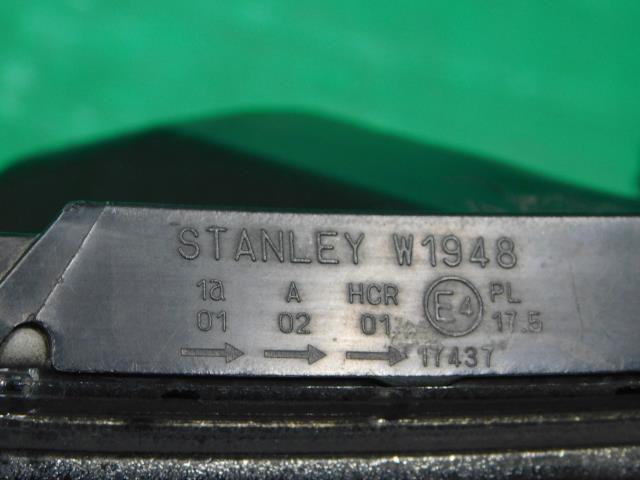 STANLEY W1948
1a A HCR E4 PL
01 02 01 17.5
→ → → 17437